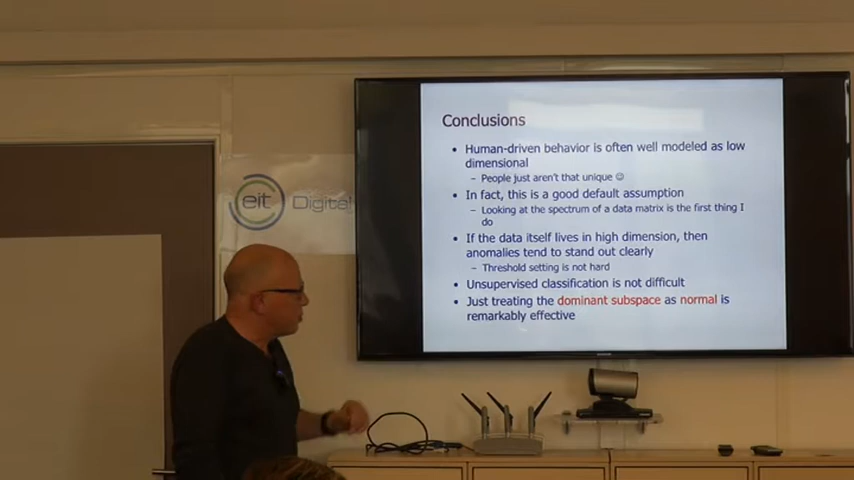 Conclusions
• Human-driven behavior is often well modeled as low
dimensional
– People just aren't that unique ☺
• In fact, this is a good default assumption
– Looking at the spectrum of a data matrix is the first thing I
do
• If the data itself lives in high dimension, then
anomalies tend to stand out clearly
– Threshold setting is not hard
• Unsupervised classification is not difficult
• Just treating the dominant subspace as normal is
remarkably effective
eit Digital